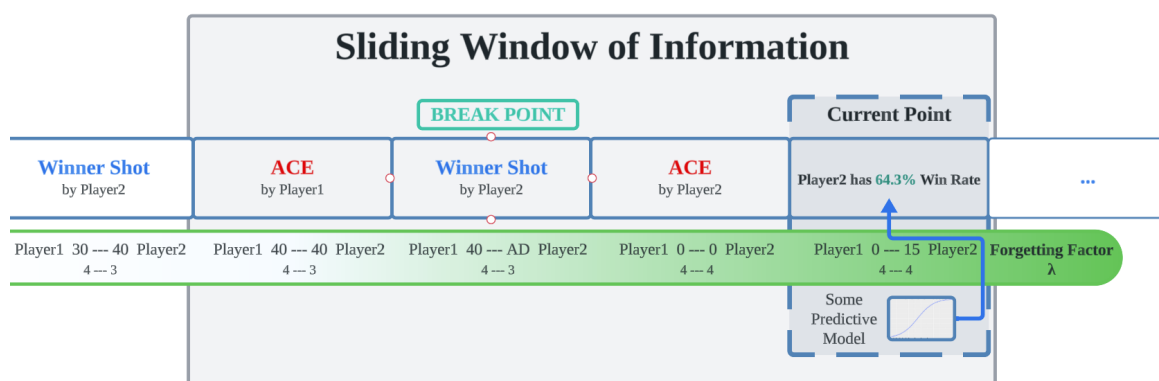 Sliding Window of Information
BREAK POINT
Current Point
Winner Shot
by Player2
ACE
by Player1
Winner Shot
by Player2
ACE
by Player2
Player2 has 64.3% Win Rate
...
Player1 30 --- 40 Player2
4 --- 3
Player1 40 --- 40 Player2
4 --- 3
Player1 40 --- AD Player2
4 --- 3
Player1 0 --- 0 Player2
4 --- 4
Player1 0 --- 15 Player2
4 --- 4
Forgetting Factor
λ
Some
Predictive
Model